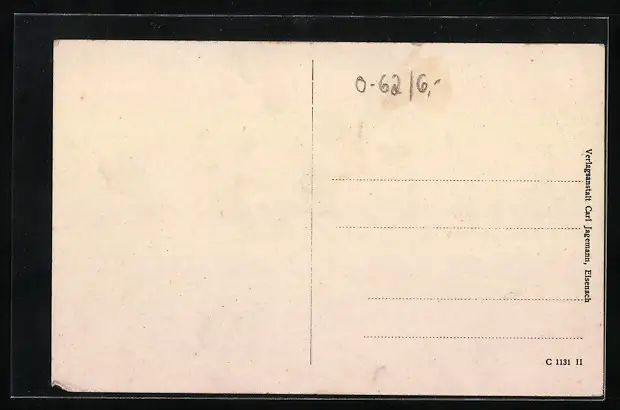 0-62/6,-
Verlagsanstalt Carl Jagemann, Eisenach
C 1131 II